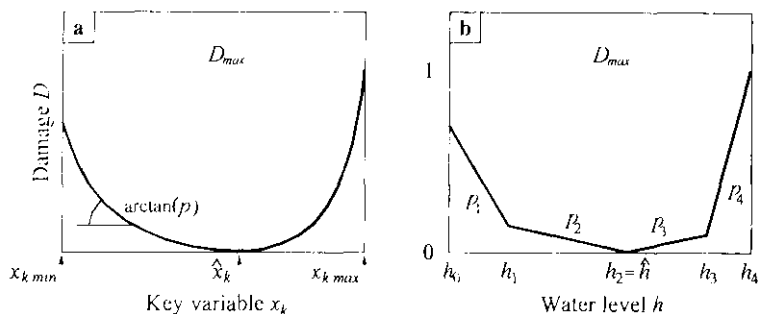 a
D_max
Damage D
arctan(p)
x_k min
x̂_k
x_k max
Key variable x_k
b
D_max
1
0
p_1
p_2
p_3
p_4
h_0
h_1
h_2 = ĥ
h_3
h_4
Water level h